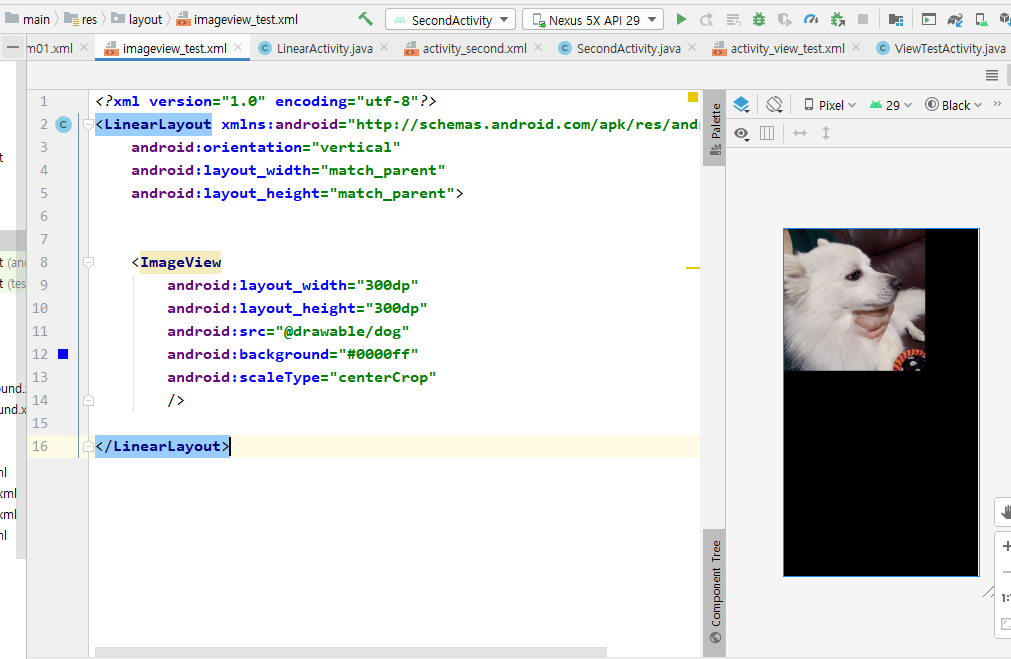 main res layout imageview_test.xml SecondActivity Nexus 5X API 29
m01.xml imageview_test.xml LinearActivity.java activity_second.xml SecondActivity.java activity_view_test.xml ViewTestActivity.java
1 <?xml version="1.0" encoding="utf-8"?>
2 <LinearLayout xmlns:android="http://schemas.android.com/apk/res/andr
3 android:orientation="vertical"
4 android:layout_width="match_parent"
5 android:layout_height="match_parent">
6
7
8 <ImageView
9 android:layout_width="300dp"
10 android:layout_height="300dp"
11 android:src="@drawable/dog"
12 android:background="#0000ff"
13 android:scaleType="centerCrop"
14 />
15
16 </LinearLayout>
t
t (and
t (tes
ound.x
und.x
ml
xml
xml
ml
C
Palette
Component Tree
Pixel 29 Black »
1:1